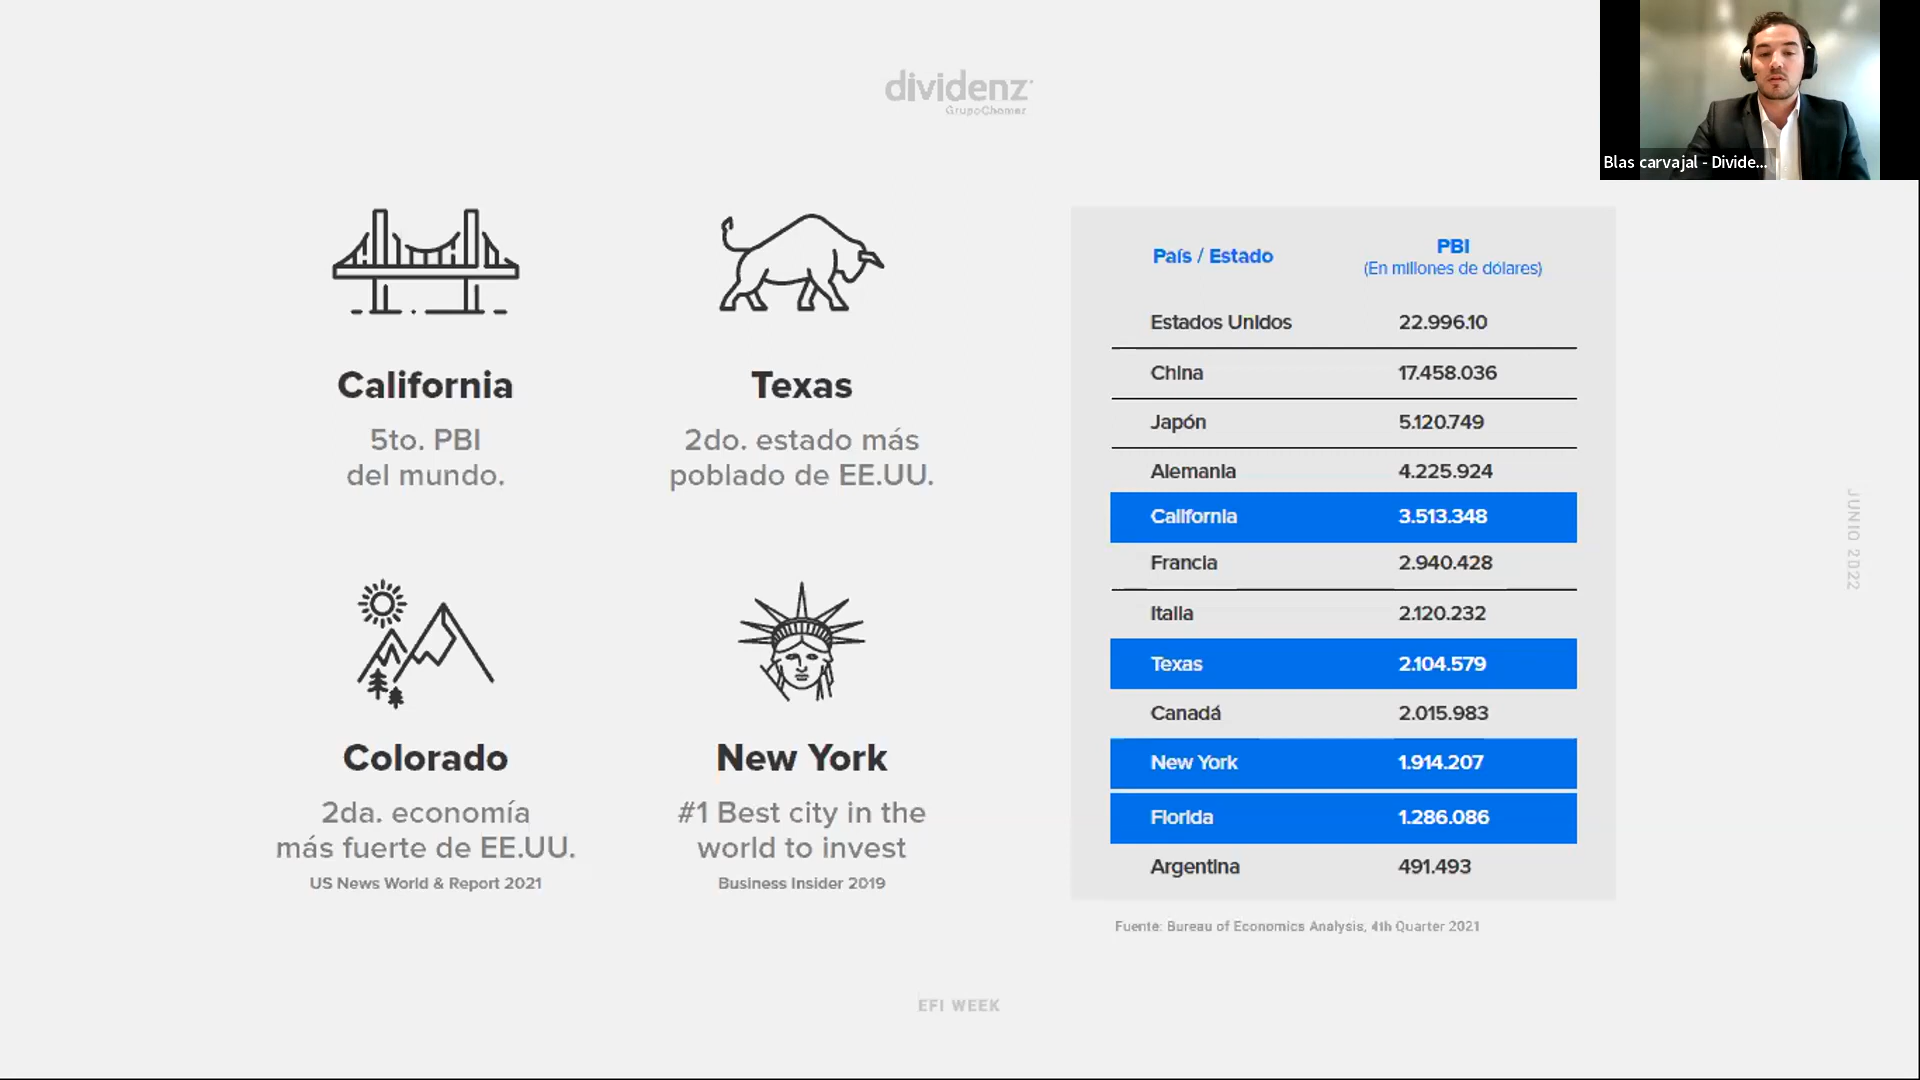 dividenz
GrupoChomer
Blas carvajal - Divide...
California
5to. PBI
del mundo.
Texas
2do. estado más
poblado de EE.UU.
Colorado
2da. economía
más fuerte de EE.UU.
US News World & Report 2021
New York
#1 Best city in the
world to invest
Business Insider 2019
País / Estado PBI
(En millones de dólares)
Estados Unidos 22.996.10
China 17.458.036
Japón 5.120.749
Alemania 4.225.924
California 3.513.348
Francia 2.940.428
Italia 2.120.232
Texas 2.104.579
Canadá 2.015.983
New York 1.914.207
Florida 1.286.086
Argentina 491.493
Fuente: Bureau of Economics Analysis, 4th Quarter 2021
JUNIO 2022
EFI WEEK